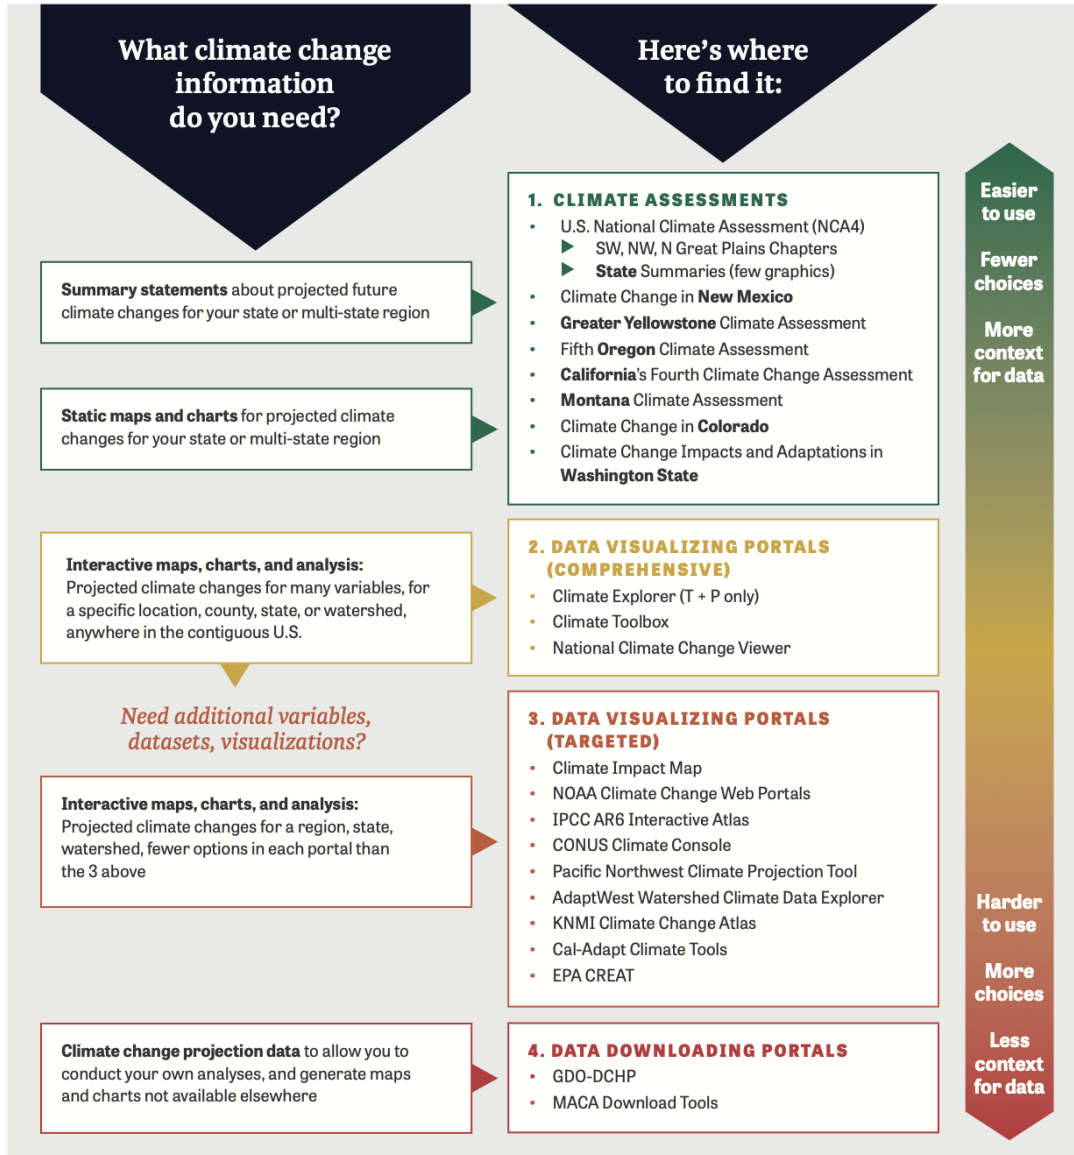 What climate change
information
do you need?
Here's where
to find it:
Summary statements about projected future
climate changes for your state or multi-state region
Static maps and charts for projected climate
changes for your state or multi-state region
1. CLIMATE ASSESSMENTS
• U.S. National Climate Assessment (NCA4)
▶ SW, NW, N Great Plains Chapters
▶ State Summaries (few graphics)
• Climate Change in New Mexico
• Greater Yellowstone Climate Assessment
• Fifth Oregon Climate Assessment
• California's Fourth Climate Change Assessment
• Montana Climate Assessment
• Climate Change in Colorado
• Climate Change Impacts and Adaptations in
Washington State
Interactive maps, charts, and analysis:
Projected climate changes for many variables, for
a specific location, county, state, or watershed,
anywhere in the contiguous U.S.
2. DATA VISUALIZING PORTALS
(COMPREHENSIVE)
• Climate Explorer (T + P only)
• Climate Toolbox
• National Climate Change Viewer
Need additional variables,
datasets, visualizations?
Interactive maps, charts, and analysis:
Projected climate changes for a region, state,
watershed, fewer options in each portal than
the 3 above
3. DATA VISUALIZING PORTALS
(TARGETED)
• Climate Impact Map
• NOAA Climate Change Web Portals
• IPCC AR6 Interactive Atlas
• CONUS Climate Console
• Pacific Northwest Climate Projection Tool
• AdaptWest Watershed Climate Data Explorer
• KNMI Climate Change Atlas
• Cal-Adapt Climate Tools
• EPA CREAT
Climate change projection data to allow you to
conduct your own analyses, and generate maps
and charts not available elsewhere
4. DATA DOWNLOADING PORTALS
• GDO-DCHP
• MACA Download Tools
Easier
to use
Fewer
choices
More
context
for data
Harder
to use
More
choices
Less
context
for data